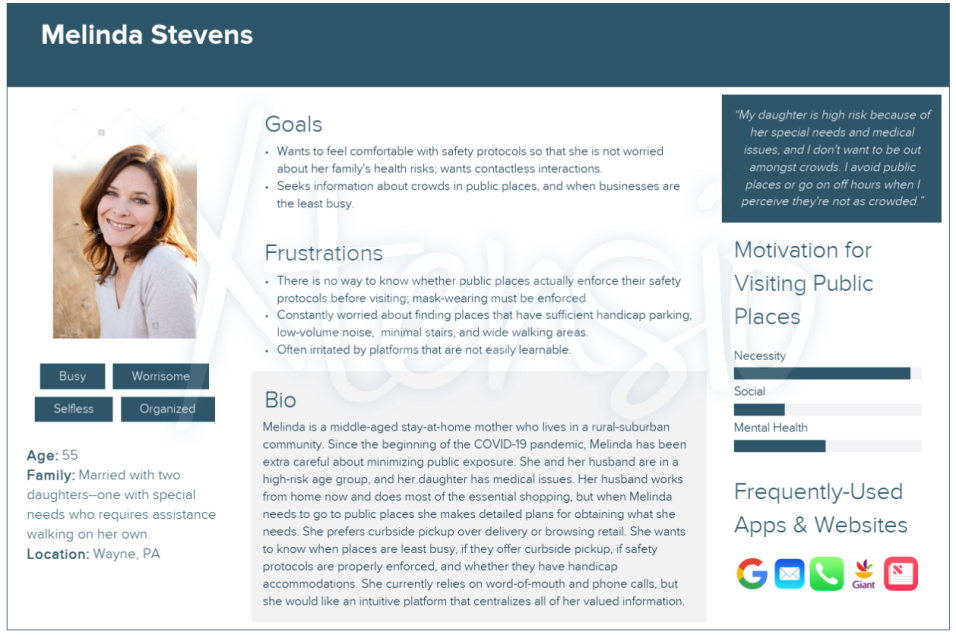 Melinda Stevens
Goals
• Wants to feel comfortable with safety protocols so that she is not worried
about her family's health risks; wants contactless interactions.
• Seeks information about crowds in public places, and when businesses are
the least busy.
Frustrations
• There is no way to know whether public places actually enforce their safety
protocols before visiting; mask-wearing must be enforced.
• Constantly worried about finding places that have sufficient handicap parking,
low-volume noise, minimal stairs, and wide walking areas.
• Often irritated by platforms that are not easily learnable.
Bio
Melinda is a middle-aged stay-at-home mother who lives in a rural-suburban
community. Since the beginning of the COVID-19 pandemic, Melinda has been
extra careful about minimizing public exposure. She and her husband are in a
high-risk age group, and her daughter has medical issues. Her husband works
from home now and does most of the essential shopping, but when Melinda
needs to go to public places she makes detailed plans for obtaining what she
needs. She prefers curbside pickup over delivery or browsing retail. She wants
to know when places are least busy, if they offer curbside pickup, if safety
protocols are properly enforced, and whether they have handicap
accommodations. She currently relies on word-of-mouth and phone calls, but
she would like an intuitive platform that centralizes all of her valued information.
Busy
Worrisome
Selfless
Organized
Age: 55
Family: Married with two
daughters--one with special
needs who requires assistance
walking on her own.
Location: Wayne, PA
"My daughter is high risk because of
her special needs and medical
issues, and I don't want to be out
amongst crowds. I avoid public
places or go on off hours when I
perceive they're not as crowded."
Motivation for
Visiting Public
Places
Necessity
Social
Mental Health
Frequently-Used
Apps & Websites
G
Giant
Xtensio